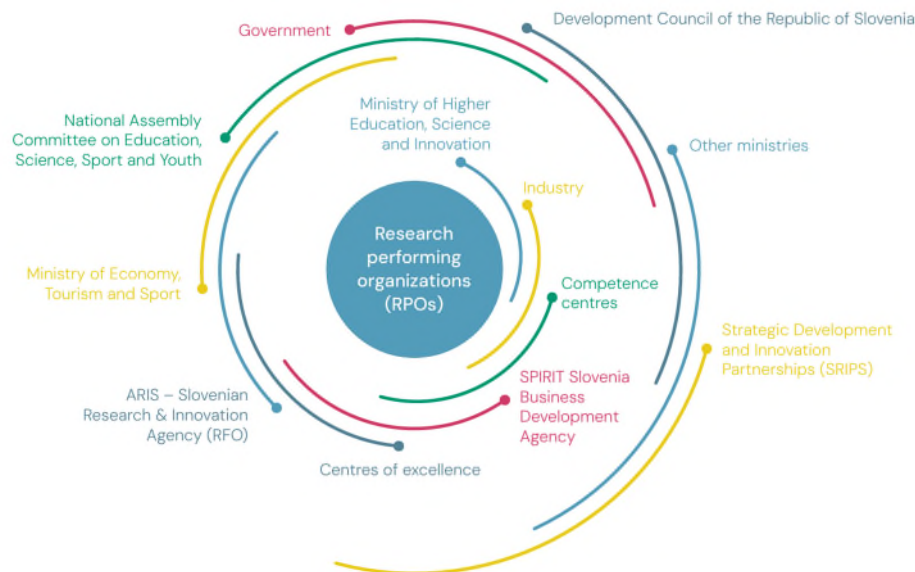 Development Council of the Republic of Slovenia
Government
National Assembly
Committee on Education,
Science, Sport and Youth
Ministry of Higher
Education, Science
and Innovation
Other ministries
Industry
Research
performing
organizations
(RPOs)
Ministry of Economy,
Tourism and Sport
Competence
centres
Strategic Development
and Innovation
Partnerships (SRIPS)
ARIS – Slovenian
Research & Innovation
Agency (RFO)
SPIRIT Slovenia
Business
Development
Agency
Centres of excellence